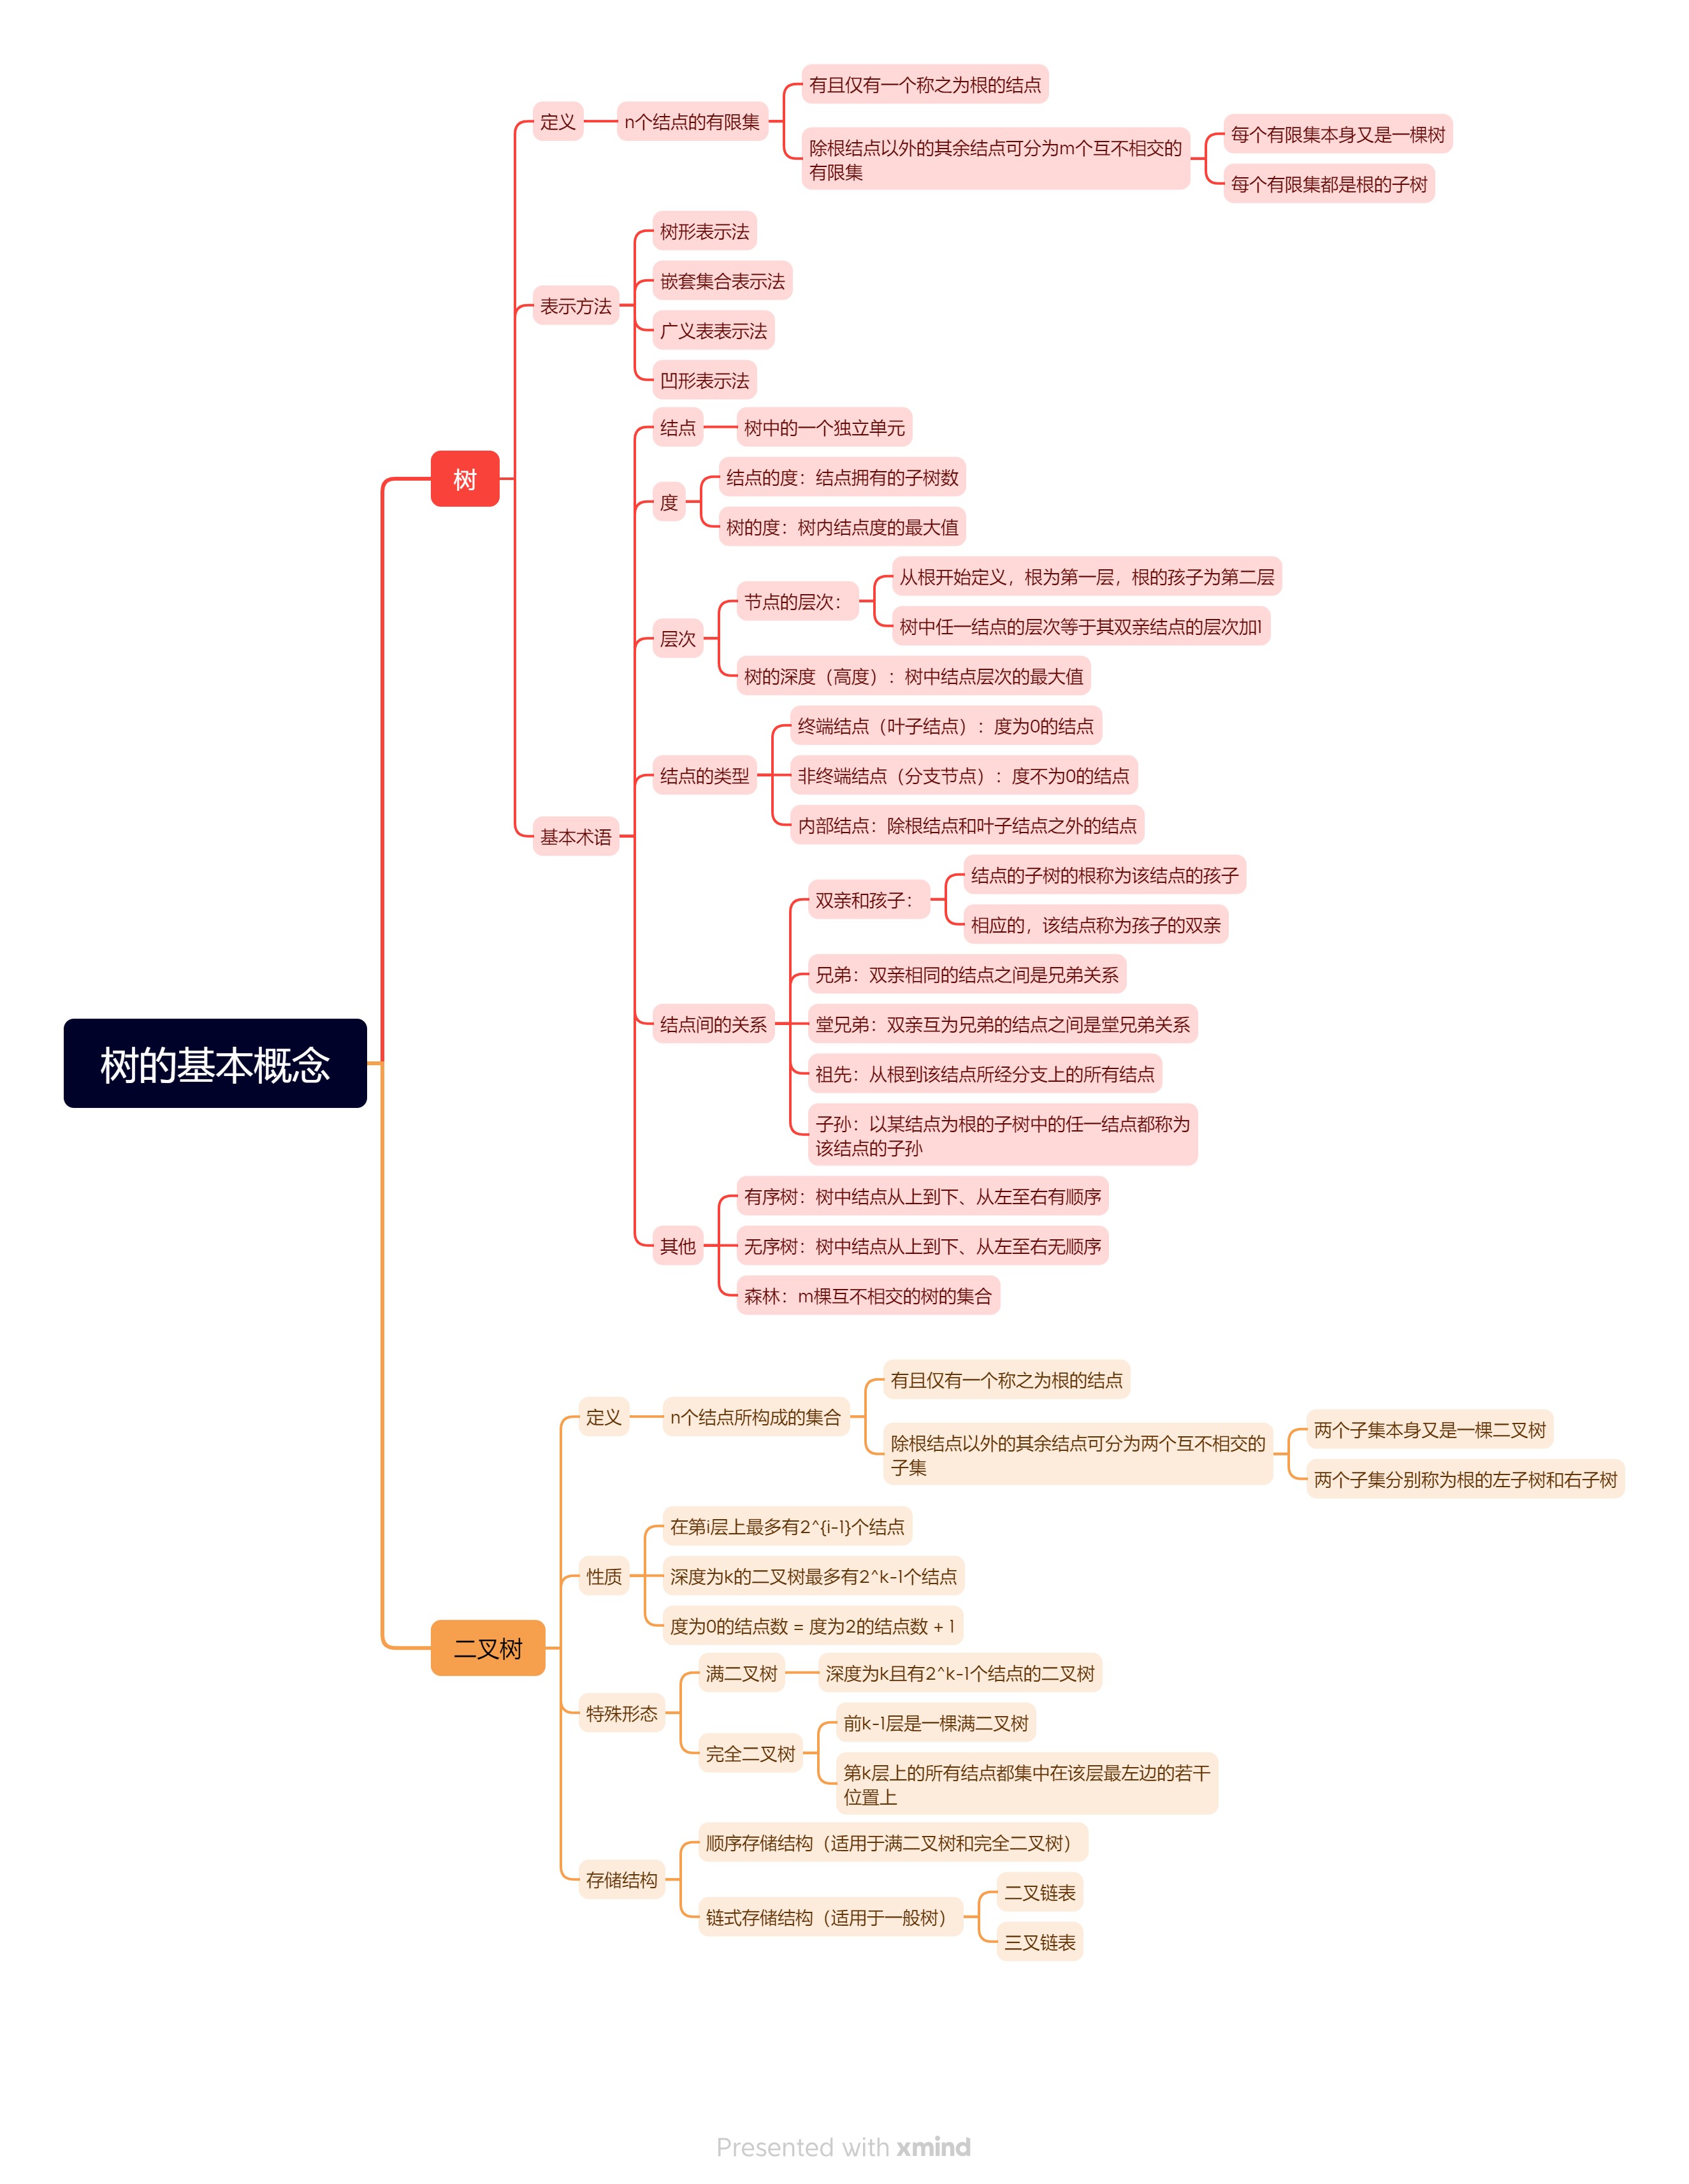 树的基本概念
树
定义
n个结点的有限集
有且仅有一个称之为根的结点
除根结点以外的其余结点可分为m个互不相交的
有限集
每个有限集本身又是一棵树
每个有限集都是根的子树
表示方法
树形表示法
嵌套集合表示法
广义表表示法
凹形表示法
基本术语
结点
树中的一个独立单元
度
结点的度：结点拥有的子树数
树的度：树内结点度的最大值
层次
节点的层次：
从根开始定义，根为第一层，根的孩子为第二层
树中任一结点的层次等于其双亲结点的层次加1
树的深度（高度）：树中结点层次的最大值
结点的类型
终端结点（叶子结点）：度为0的结点
非终端结点（分支节点）：度不为0的结点
内部结点：除根结点和叶子结点之外的结点
结点间的关系
双亲和孩子：
结点的子树的根称为该结点的孩子
相应的，该结点称为孩子的双亲
兄弟：双亲相同的结点之间是兄弟关系
堂兄弟：双亲互为兄弟的结点之间是堂兄弟关系
祖先：从根到该结点所经分支上的所有结点
子孙：以某结点为根的子树中的任一结点都称为
该结点的子孙
其他
有序树：树中结点从上到下、从左至右有顺序
无序树：树中结点从上到下、从左至右无顺序
森林：m棵互不相交的树的集合
二叉树
定义
n个结点所构成的集合
有且仅有一个称之为根的结点
除根结点以外的其余结点可分为两个互不相交的
子集
两个子集本身又是一棵二叉树
两个子集分别称为根的左子树和右子树
性质
在第i层上最多有2^{i-1}个结点
深度为k的二叉树最多有2^k-1个结点
度为0的结点数 = 度为2的结点数 + 1
特殊形态
满二叉树
深度为k且有2^k-1个结点的二叉树
完全二叉树
前k-1层是一棵满二叉树
第k层上的所有结点都集中在该层最左边的若干
位置上
存储结构
顺序存储结构（适用于满二叉树和完全二叉树）
链式存储结构（适用于一般树）
二叉链表
三叉链表
Presented with xmind